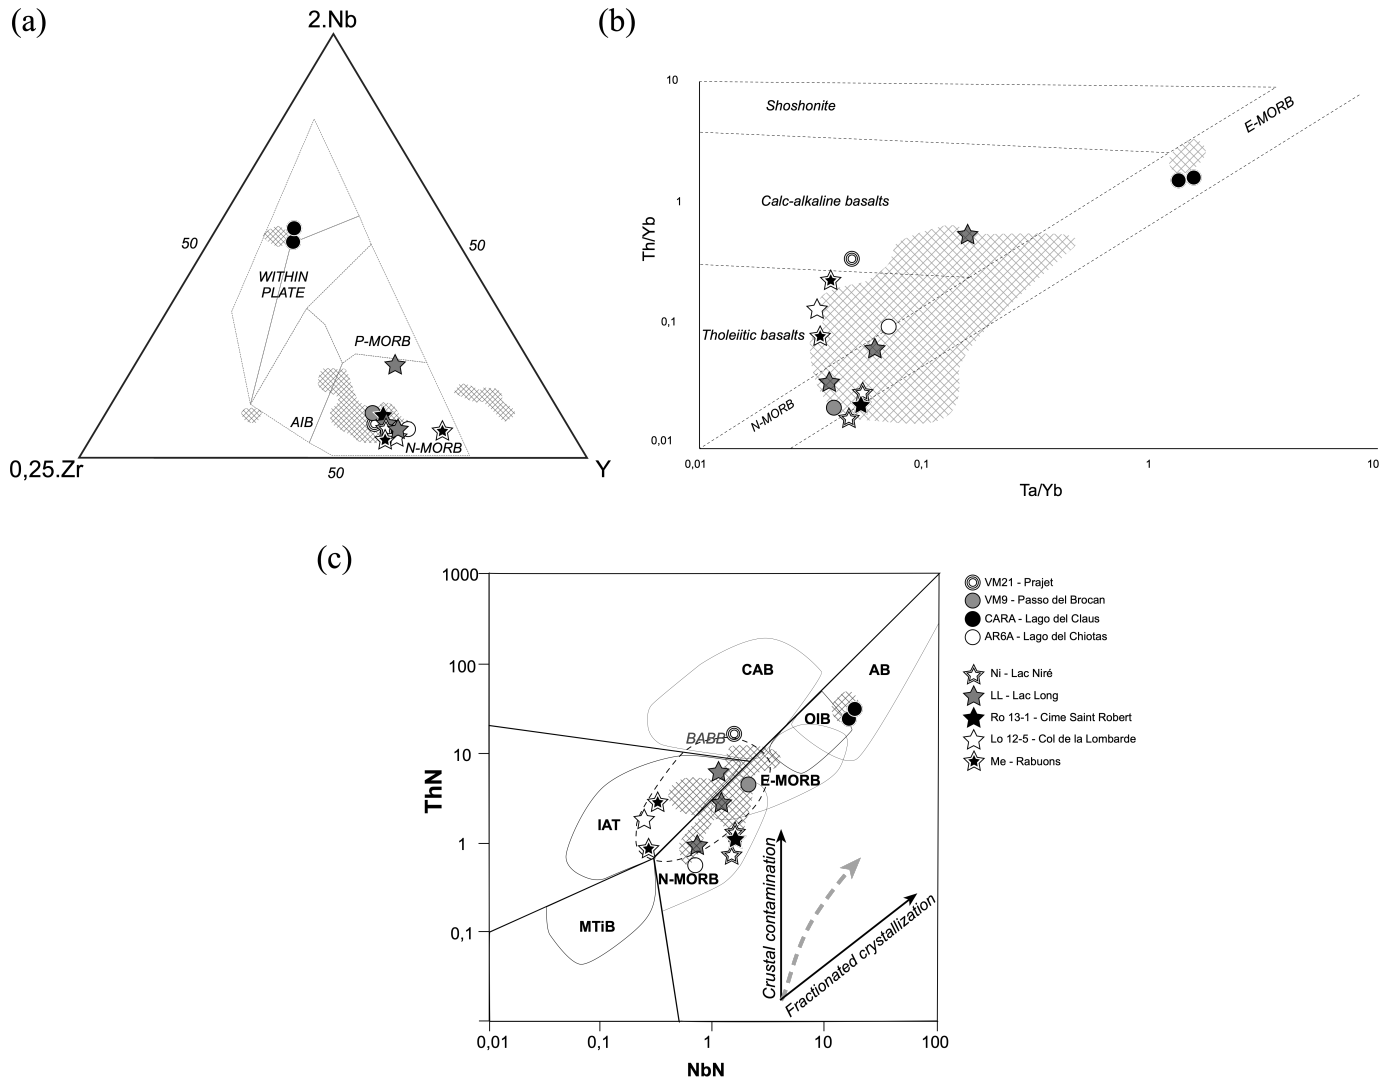 (a)
2.Nb
50
50
WITHIN
PLATE
P-MORB
AIB
N-MORB
0,25.Zr
50
Y
(b)
10
1
0,1
0,01
Th/Yb
Shoshonite
E-MORB
Calc-alkaline basalts
Tholeiitic basalts
N-MORB
0,01
0,1
1
10
Ta/Yb
(c)
1000
100
10
1
0,1
ThN
CAB
AB
OIB
BABB
E-MORB
IAT
N-MORB
MTiB
Crustal contamination
Fractionated crystallization
0,01
0,1
1
10
100
NbN
VM21 - Prajet
VM9 - Passo del Brocan
CARA - Lago del Claus
AR6A - Lago del Chiotas
Ni - Lac Niré
LL - Lac Long
Ro 13-1 - Cime Saint Robert
Lo 12-5 - Col de la Lombarde
Me - Rabuons